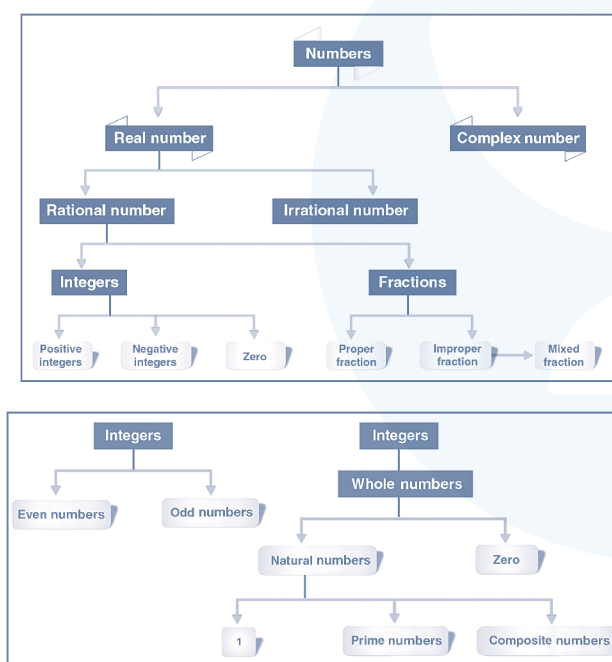 Numbers
Real number
Complex number
Rational number
Irrational number
Integers
Fractions
Positive
integers
Negative
integers
Zero
Proper
fraction
Improper
fraction
Mixed
fraction
Integers
Integers
Whole numbers
Even numbers
Odd numbers
Natural numbers
Zero
1
Prime numbers
Composite numbers